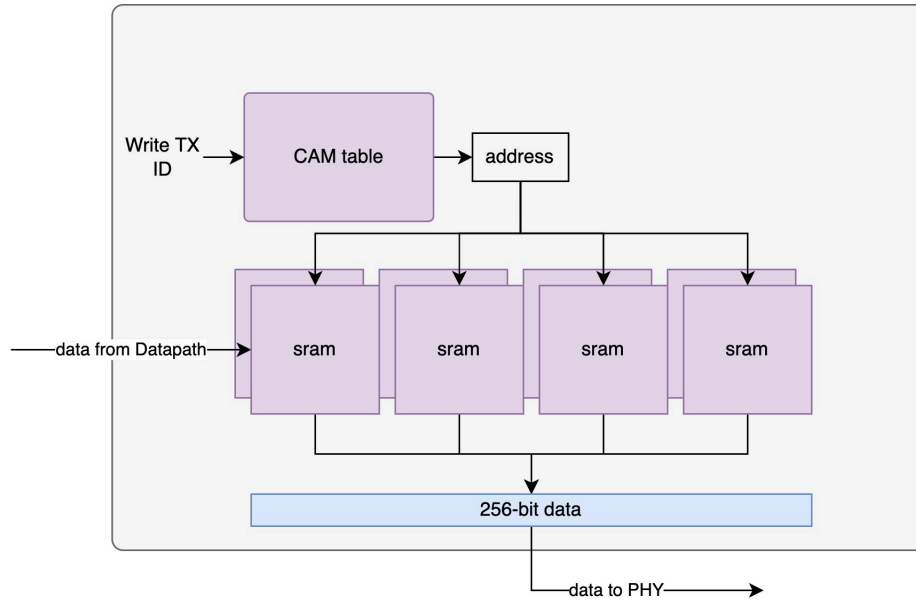 Write TX
ID
CAM table
address
data from Datapath
sram
sram
sram
sram
256-bit data
data to PHY